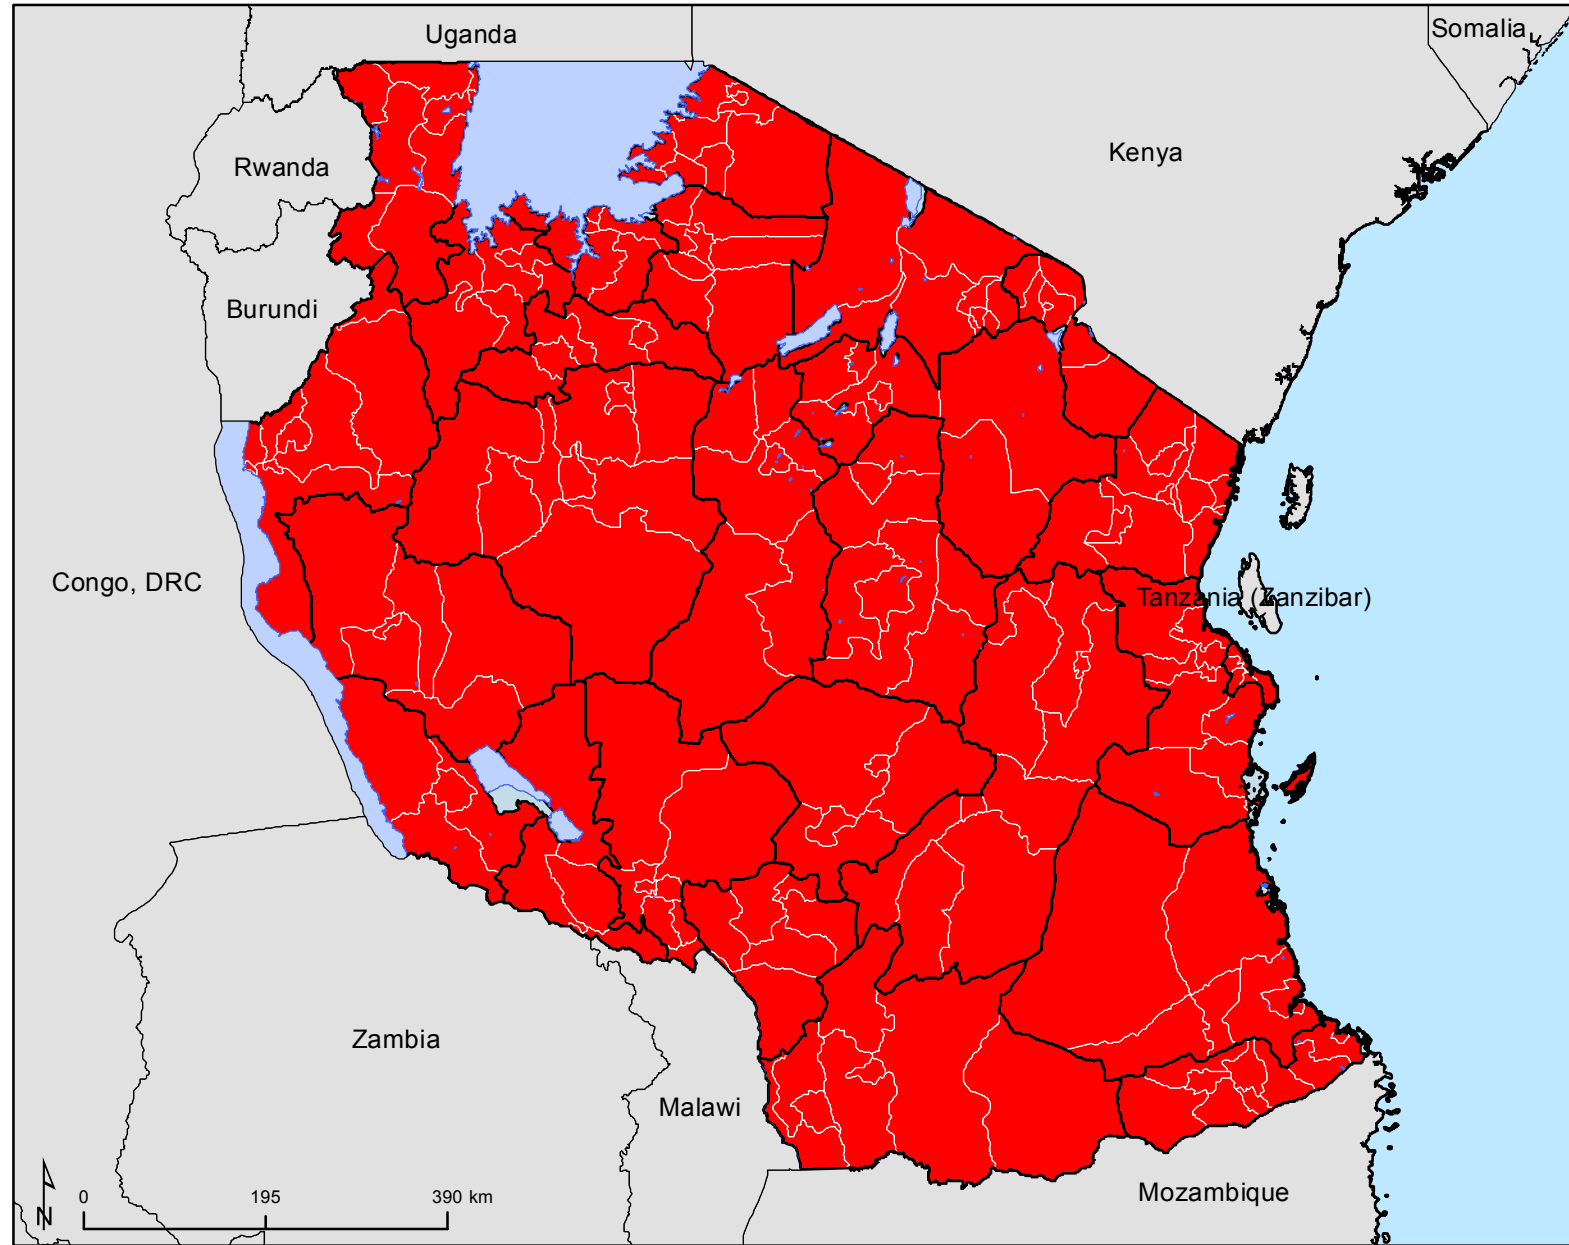 Uganda
Somalia
Kenya
Rwanda
Burundi
Congo, DRC
Tanzania (Zanzibar)
Zambia
Malawi
Mozambique
N
0 195 390 km